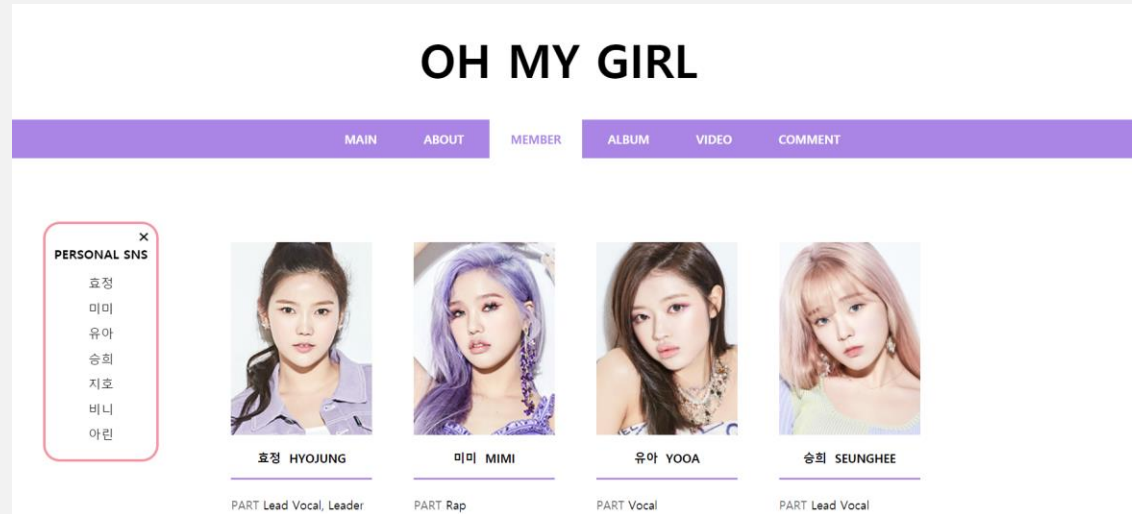 OH MY GIRL
MAIN ABOUT MEMBER ALBUM VIDEO COMMENT
×
PERSONAL SNS
효정
미미
유아
승희
지호
비니
아린
효정 HYOJUNG
미미 MIMI
유아 YOOA
승희 SEUNGHEE
PART Lead Vocal, Leader
PART Rap
PART Vocal
PART Lead Vocal